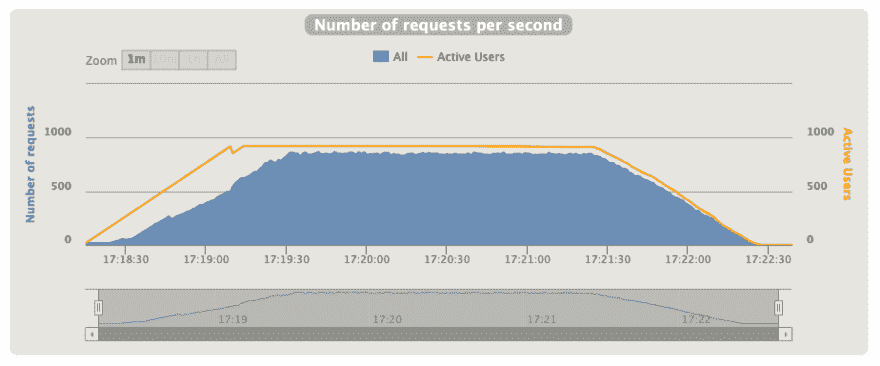 Number of requests per second
Zoom 1m All
All Active Users
Number of requests
Active Users
1000 1000
500 500
0 0
17:18:30 17:19:00 17:19:30 17:20:00 17:20:30 17:21:00 17:21:30 17:22:00 17:22:30
17:19 17:20 17:21 17:22